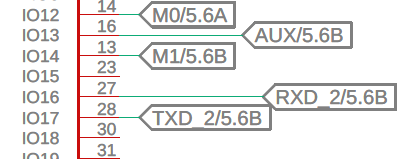 IO12 14 M0/5.6A
IO13 16 AUX/5.6B
IO14 13 M1/5.6B
IO15 23
IO16 27 RXD_2/5.6B
IO17 28 TXD_2/5.6B
IO18 30
IO19 31